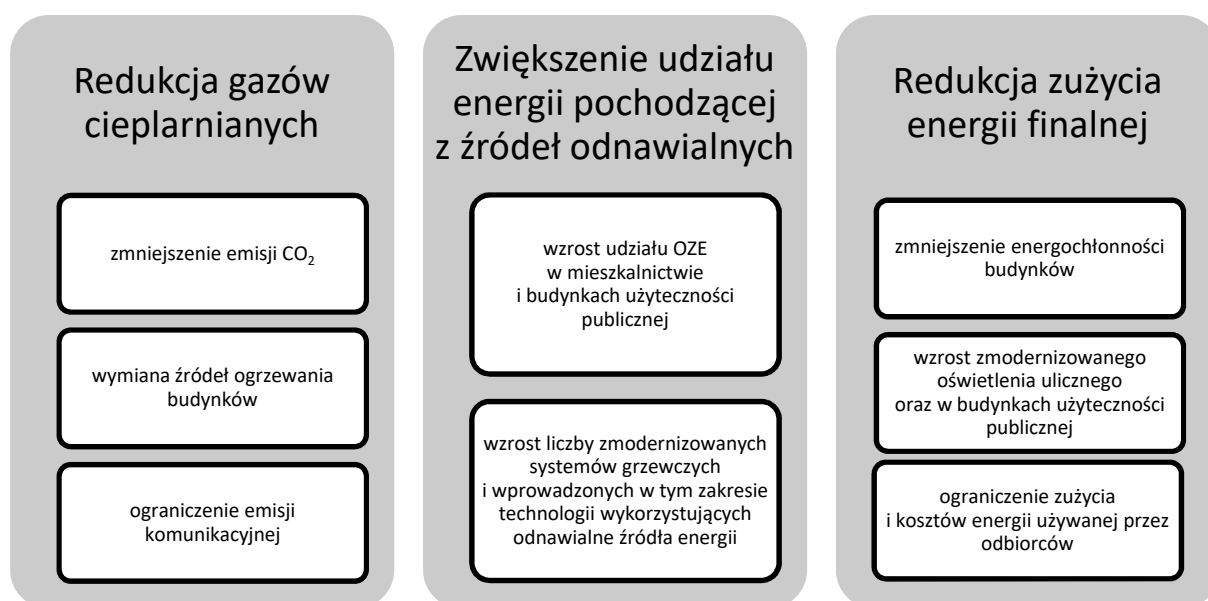 Redukcja gazów
cieplarnianych
zmniejszenie emisji CO₂
wymiana źródeł ogrzewania
budynków
ograniczenie emisji
komunikacyjnej
Zwiększenie udziału
energii pochodzącej
z źródeł odnawialnych
wzrost udziału OZE
w mieszkalnictwie
i budynkach użyteczności
publicznej
wzrost liczby zmodernizowanych
systemów grzewczych
i wprowadzonych w tym zakresie
technologii wykorzystujących
odnawialne źródła energii
Redukcja zużycia
energii finalnej
zmniejszenie energochłonności
budynków
wzrost zmodernizowanego
oświetlenia ulicznego
oraz w budynkach użyteczności
publicznej
ograniczenie zużycia
i kosztów energii używanej przez
odbiorców